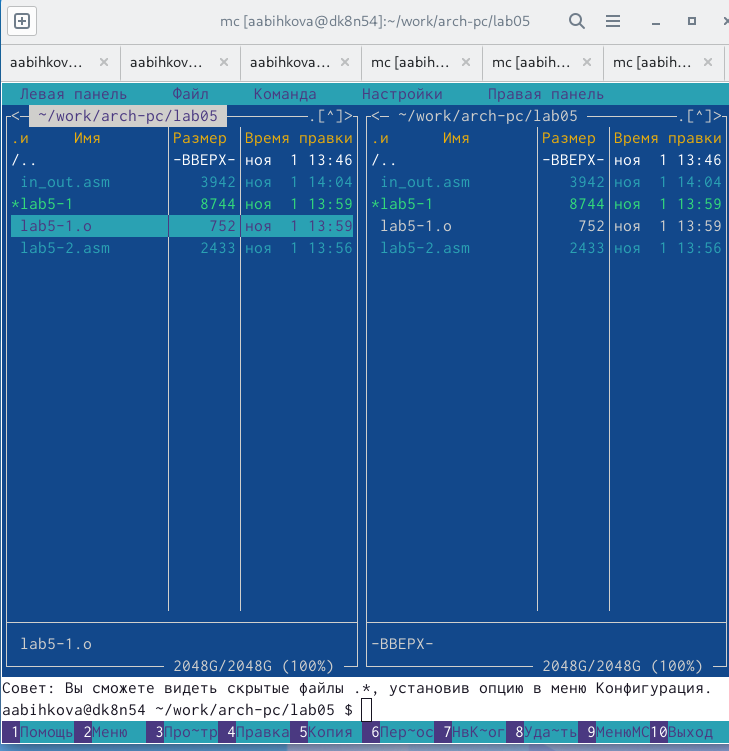 mc [aabihkova@dk8n54]:~/work/arch-pc/lab05
aabihkov… × aabihkov… × aabihkova… × mc [aabih… × mc [aabih… × mc [aabih… ×
Левая панель Файл Команда Настройки Правая панель
<- ~/work/arch-pc/lab05 .[^]> <- ~/work/arch-pc/lab05 .[^]>
.и Имя Размер Время правки .и Имя Размер Время правки
/.. -ВВЕРХ- ноя 1 13:46 /.. -ВВЕРХ- ноя 1 13:46
in_out.asm 3942 ноя 1 14:04 in_out.asm 3942 ноя 1 14:04
*lab5-1 8744 ноя 1 13:59 *lab5-1 8744 ноя 1 13:59
lab5-1.o 752 ноя 1 13:59 lab5-1.o 752 ноя 1 13:59
lab5-2.asm 2433 ноя 1 13:56 lab5-2.asm 2433 ноя 1 13:56
lab5-1.o -ВВЕРХ-
2048G/2048G (100%) 2048G/2048G (100%)
Совет: Вы сможете видеть скрытые файлы .*, установив опцию в меню Конфигурация.
aabihkova@dk8n54 ~/work/arch-pc/lab05 $
1Помощь 2Меню 3Про~тр 4Правка 5Копия 6Пер~ос 7НвК~ог 8Уда~ть 9МенюMC 10Выход